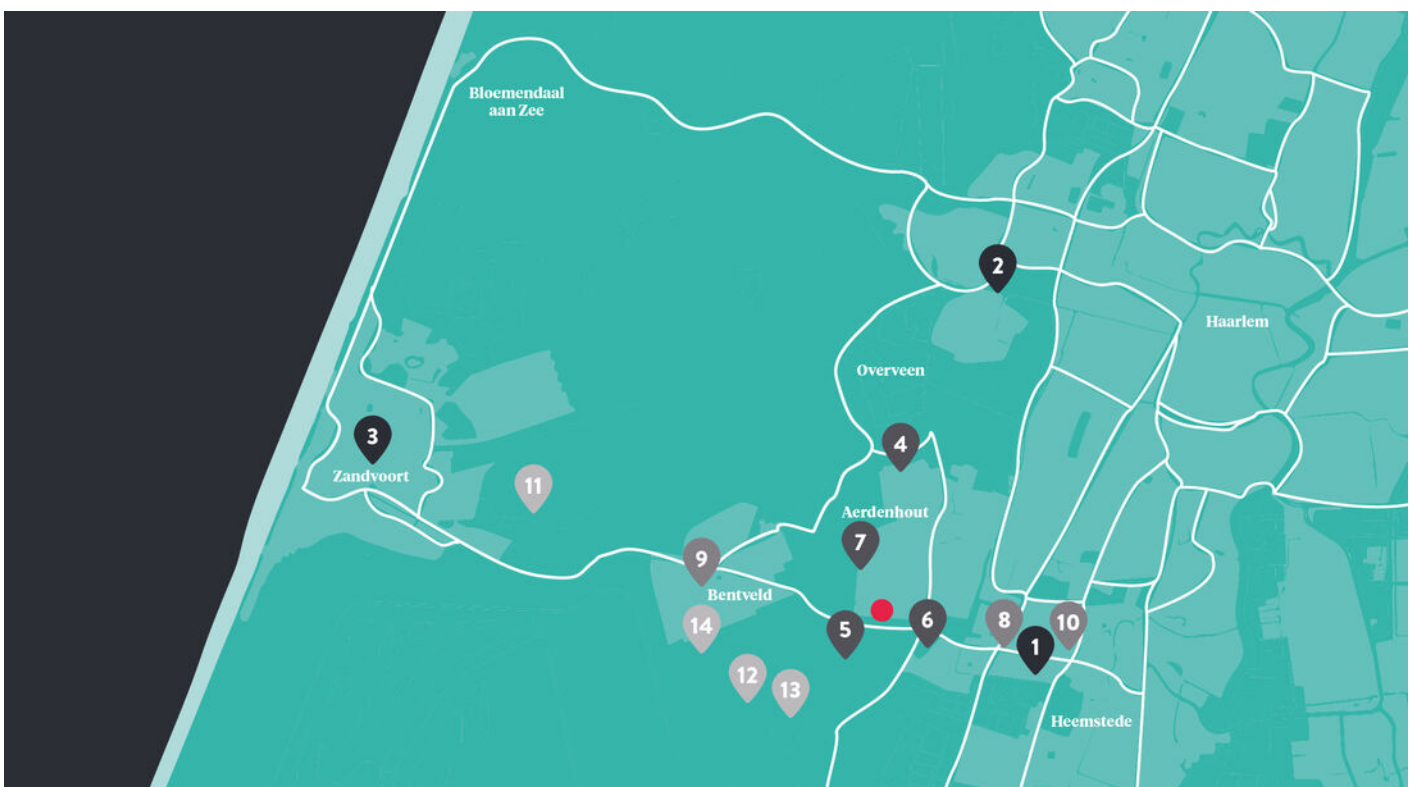 Bloemendaal
aan Zee
2
Haarlem
Overveen
3
4
Zandvoort
11
Aerdenhout
7
9
Bentveld
14
5
6
8
10
1
12
13
Heemstede